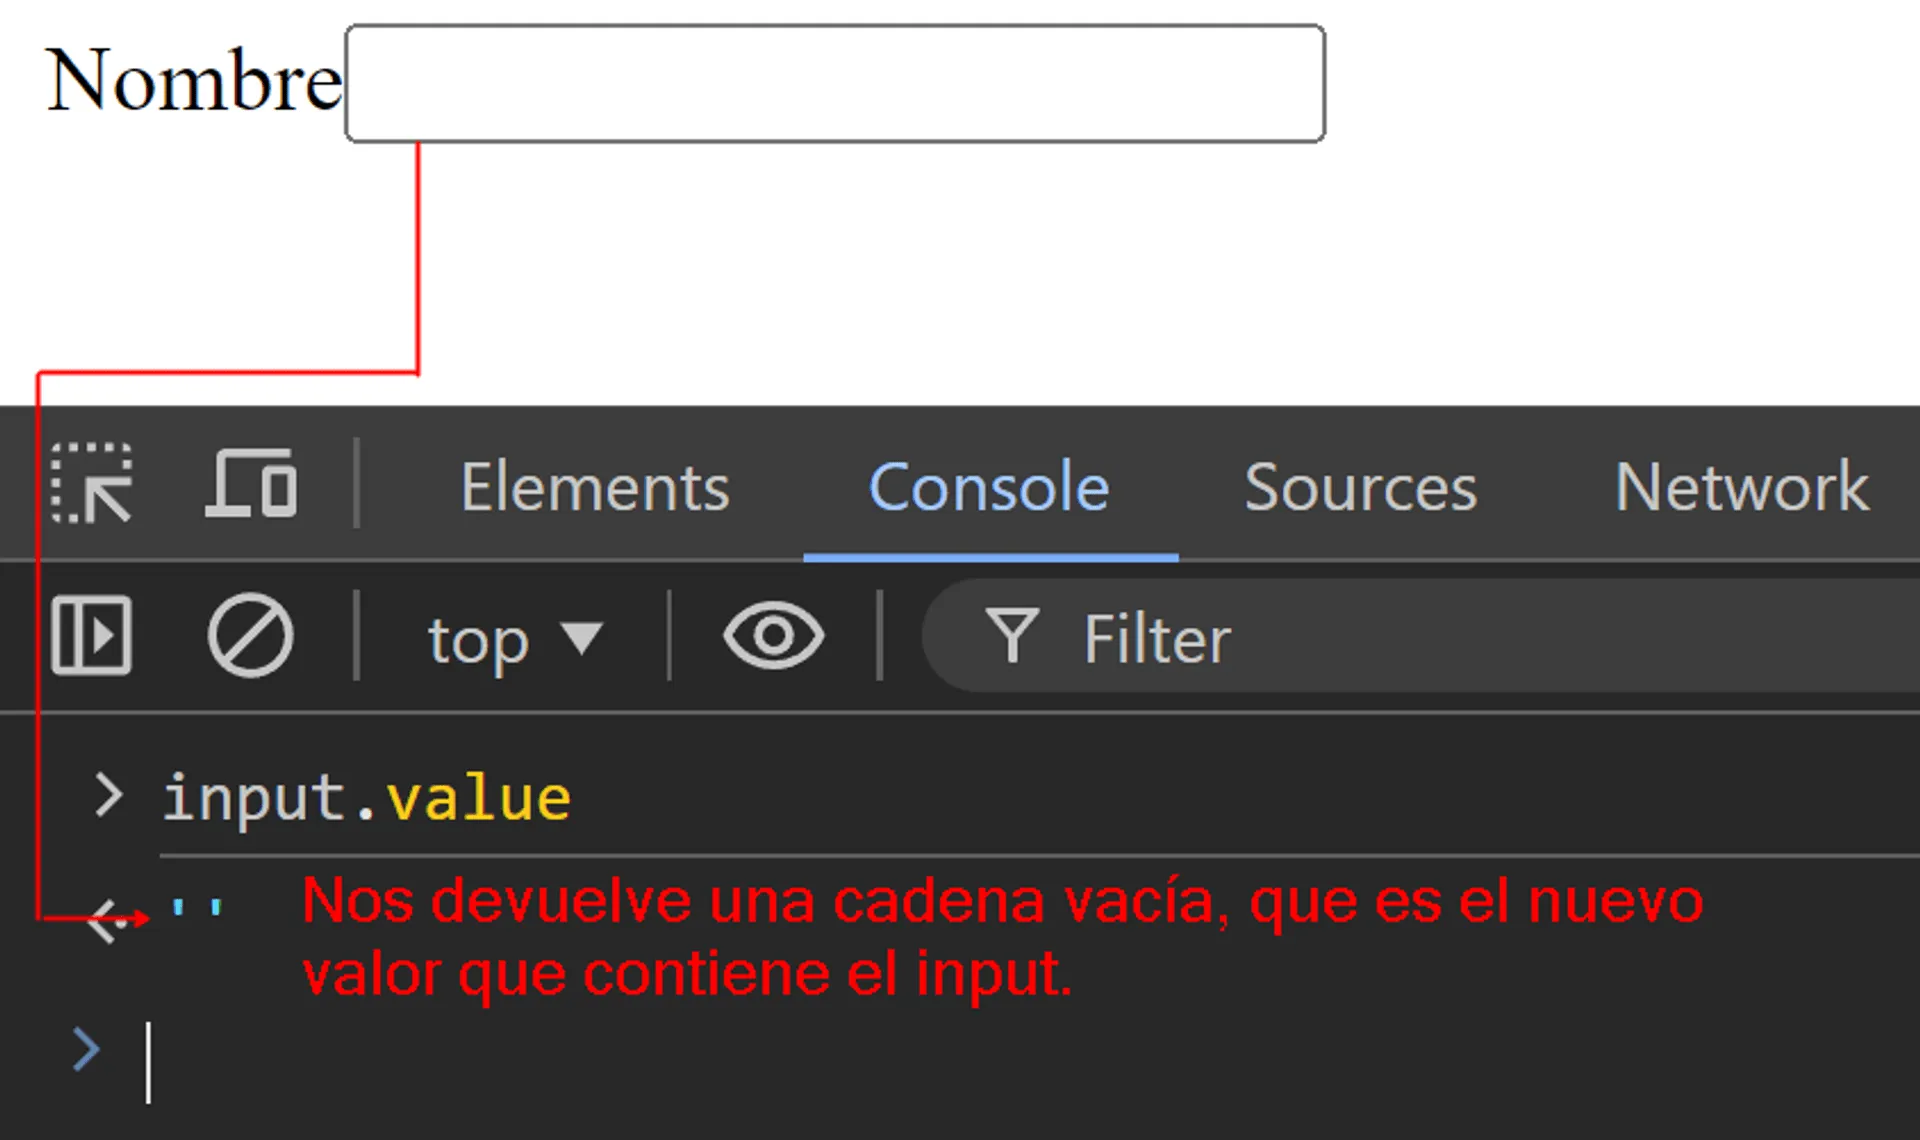 Nombre
Elements Console Sources Network
top Filter
> input.value
''
Nos devuelve una cadena vacía, que es el nuevo
valor que contiene el input.
>